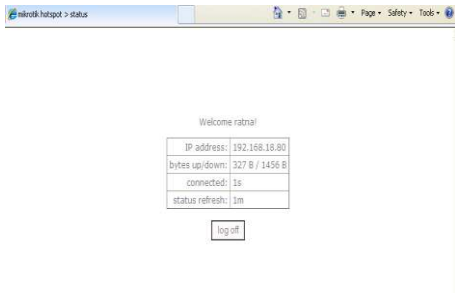 mikrotik hotspot > status
Page Safety Tools
Welcome ratna!
IP address: 192.168.18.80
bytes up/down: 327 B / 1456 B
connected: 1s
status refresh: 1m
log off